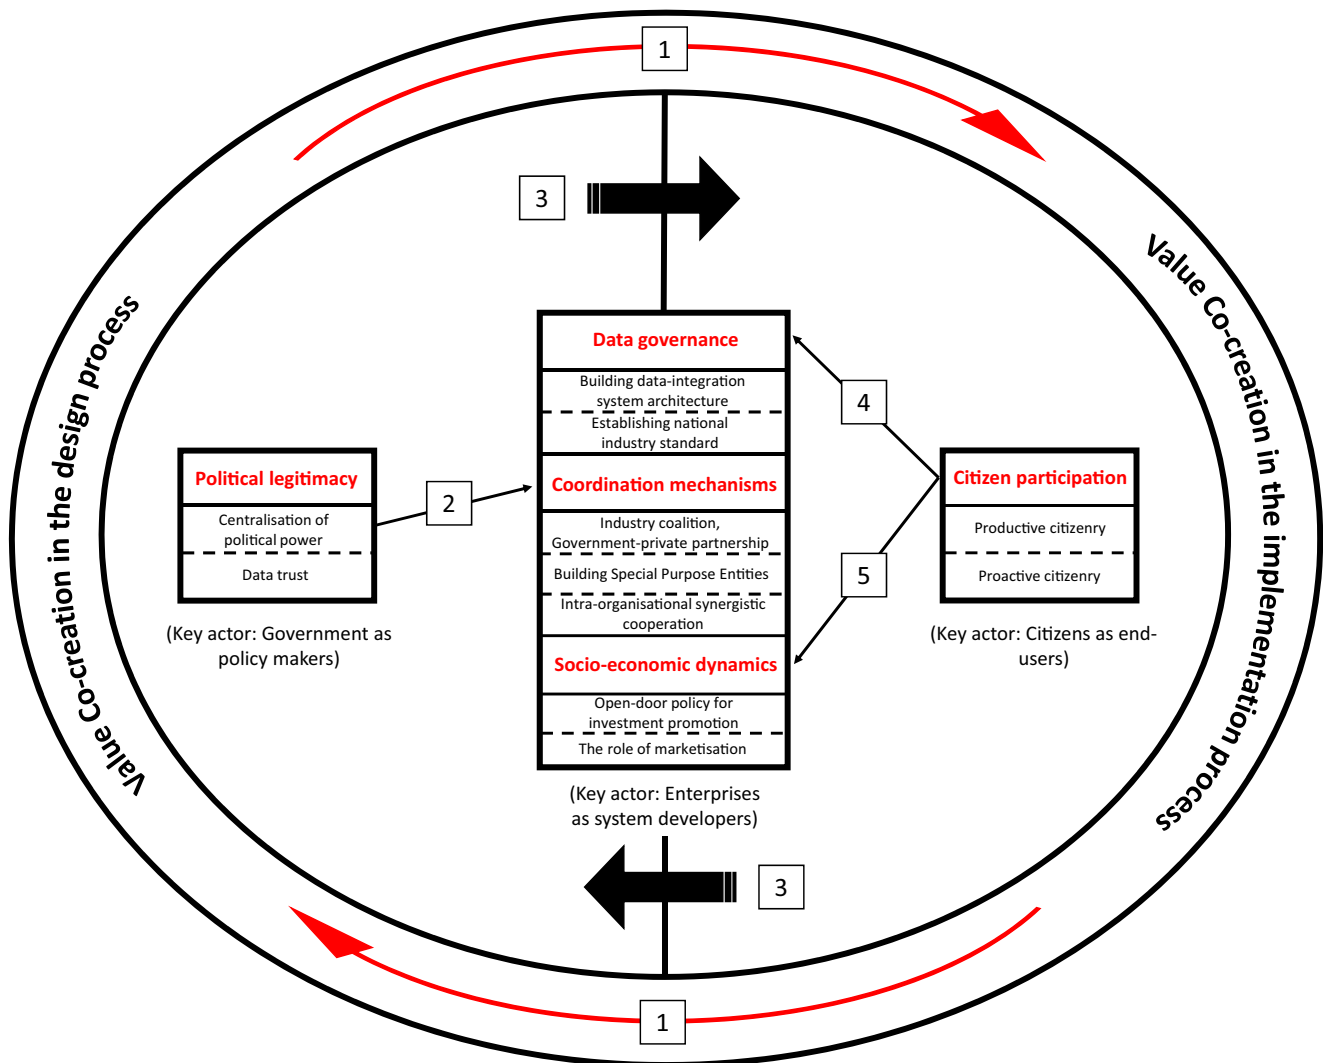 1
3
Value Co-creation in the design process
Value Co-creation in the implementation process
Political legitimacy
Centralisation of
political power
Data trust
(Key actor: Government as
policy makers)
2
Data governance
Building data-integration
system architecture
Establishing national
industry standard
Coordination mechanisms
Industry coalition,
Government-private partnership
Building Special Purpose Entities
Intra-organisational synergistic
cooperation
Socio-economic dynamics
Open-door policy for
investment promotion
The role of marketisation
(Key actor: Enterprises
as system developers)
4
5
Citizen participation
Productive citizenry
Proactive citizenry
(Key actor: Citizens as end-
users)
3
1